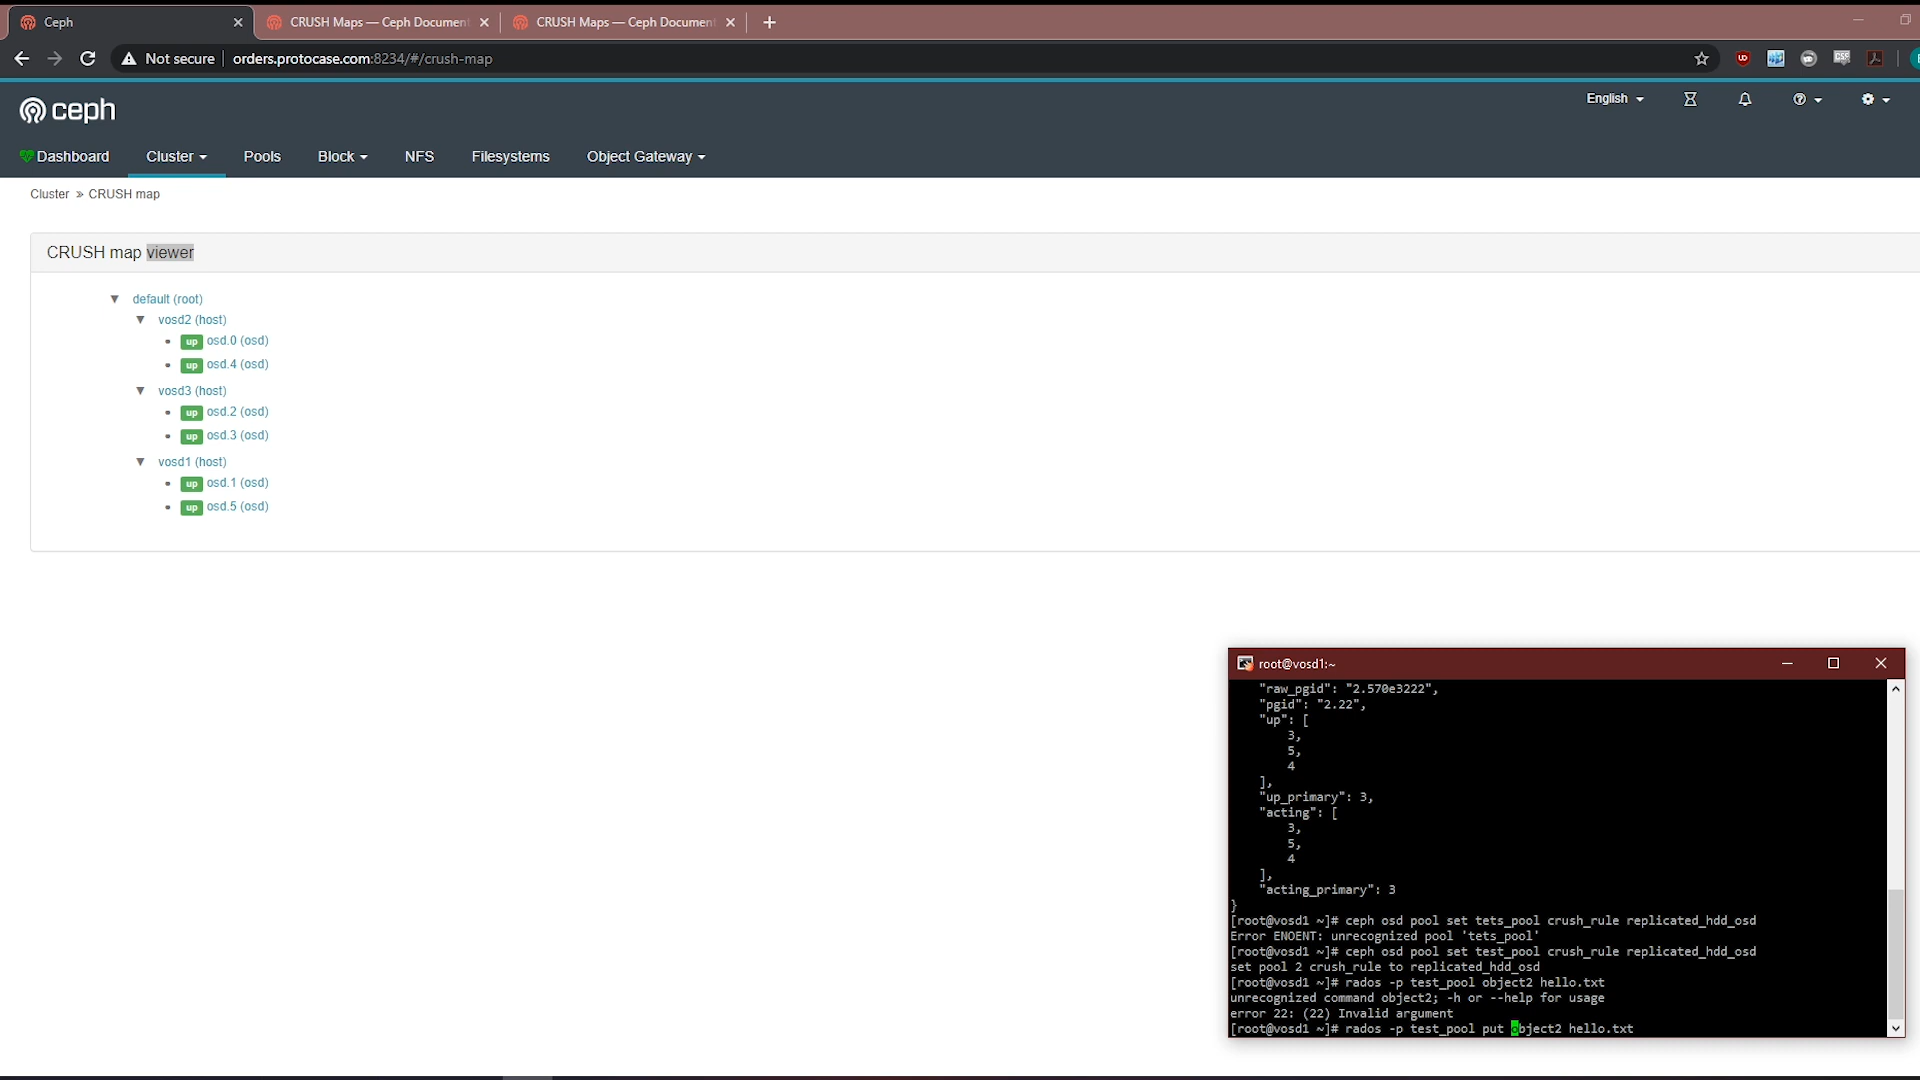 Ceph
CRUSH Maps — Ceph Document
CRUSH Maps — Ceph Document
Not secure
orders.protocase.com:8234/#/crush-map
ceph
English
Dashboard
Cluster
Pools
Block
NFS
Filesystems
Object Gateway
Cluster » CRUSH map
CRUSH map viewer
default (root)
vosd2 (host)
up osd.0 (osd)
up osd.4 (osd)
vosd3 (host)
up osd.2 (osd)
up osd.3 (osd)
vosd1 (host)
up osd.1 (osd)
up osd.5 (osd)
root@vosd1:~
"raw_pgid": "2.570e3222",
"pgid": "2.22",
"up": [
3,
5,
4
],
"up_primary": 3,
"acting": [
3,
5,
4
],
"acting_primary": 3
}
[root@vosd1 ~]# ceph osd pool set tets_pool crush_rule replicated_hdd_osd
Error ENOENT: unrecognized pool 'tets_pool'
[root@vosd1 ~]# ceph osd pool set test_pool crush_rule replicated_hdd_osd
set pool 2 crush_rule to replicated_hdd_osd
[root@vosd1 ~]# rados -p test_pool object2 hello.txt
unrecognized command object2; -h or --help for usage
error 22: (22) Invalid argument
[root@vosd1 ~]# rados -p test_pool put object2 hello.txt